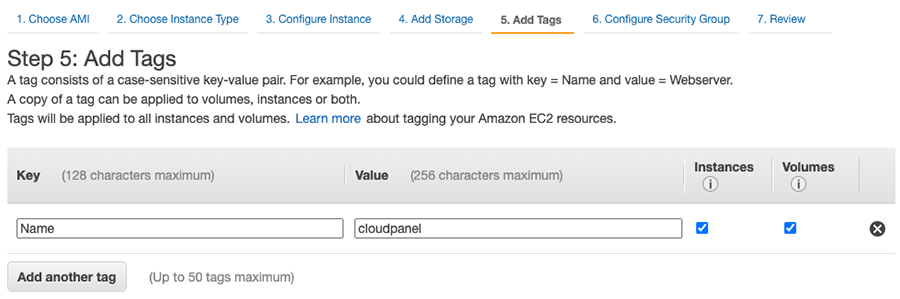 1. Choose AMI 2. Choose Instance Type 3. Configure Instance 4. Add Storage 5. Add Tags 6. Configure Security Group 7. Review
Step 5: Add Tags
A tag consists of a case-sensitive key-value pair. For example, you could define a tag with key = Name and value = Webserver.
A copy of a tag can be applied to volumes, instances or both.
Tags will be applied to all instances and volumes. Learn more about tagging your Amazon EC2 resources.
Key (128 characters maximum) Value (256 characters maximum) Instances Volumes
Name cloudpanel
Add another tag (Up to 50 tags maximum)